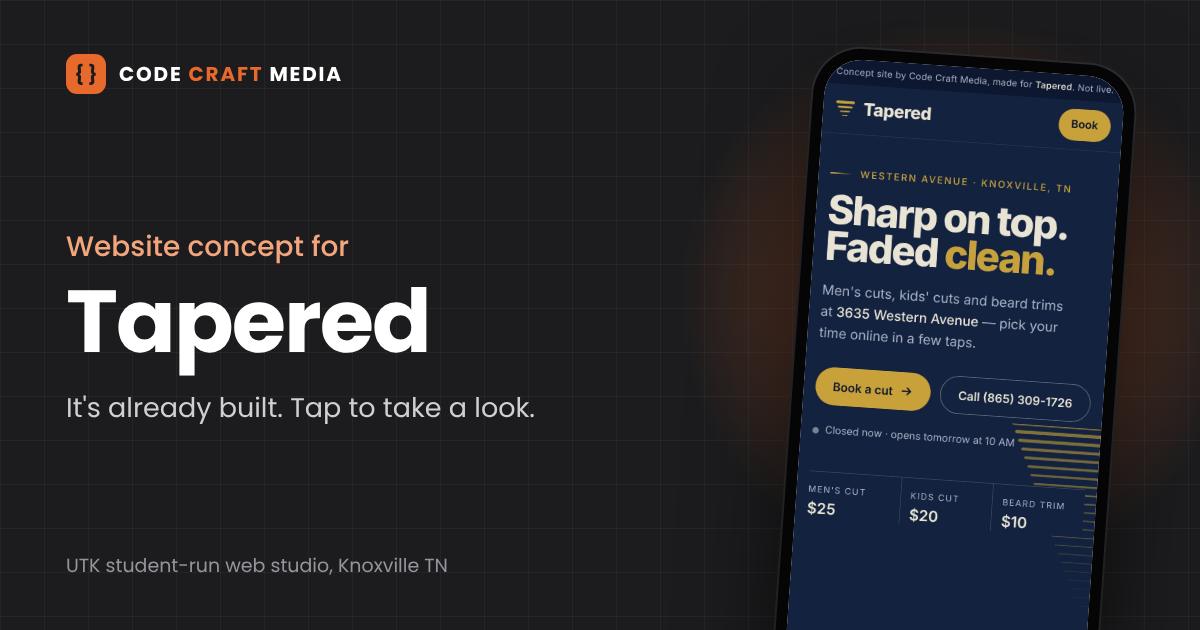 { } CODE CRAFT MEDIA
Website concept for
Tapered
It's already built. Tap to take a look.
UTK student-run web studio, Knoxville TN
Concept site by Code Craft Media, made for Tapered. Not live.
Tapered
Book
WESTERN AVENUE · KNOXVILLE, TN
Sharp on top.
Faded clean.
Men's cuts, kids' cuts and beard trims
at 3635 Western Avenue — pick your
time online in a few taps.
Book a cut →
Call (865) 309-1726
Closed now · opens tomorrow at 10 AM
MEN'S CUT
$25
KIDS CUT
$20
BEARD TRIM
$10